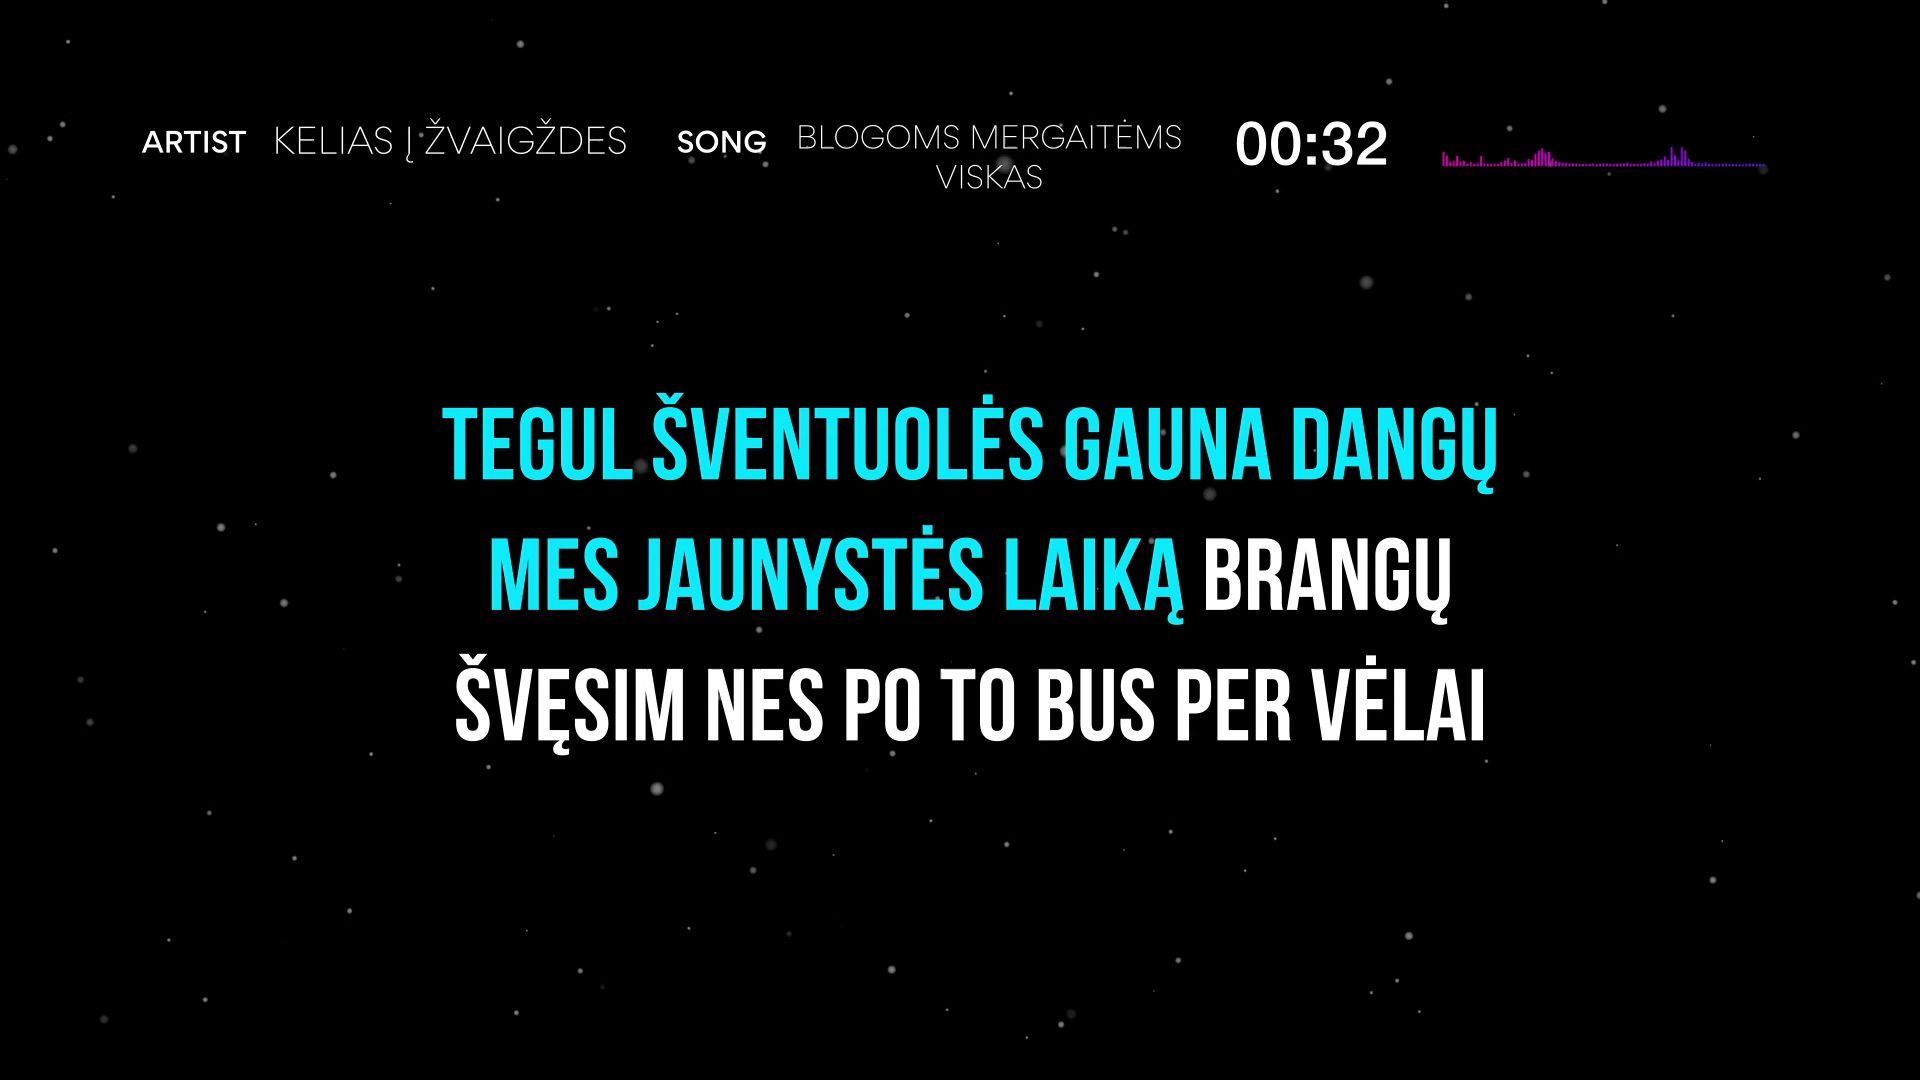 ARTIST KELIAS Į ŽVAIGŽDES SONG BLOGOMS MERGAITĖMS VISKAS 00:32
TEGUL ŠVENTUOLĖS GAUNA DANGŲ
MES JAUNYSTĖS LAIKĄ BRANGŲ
ŠVĘSIM NES PO TO BUS PER VĖLAI